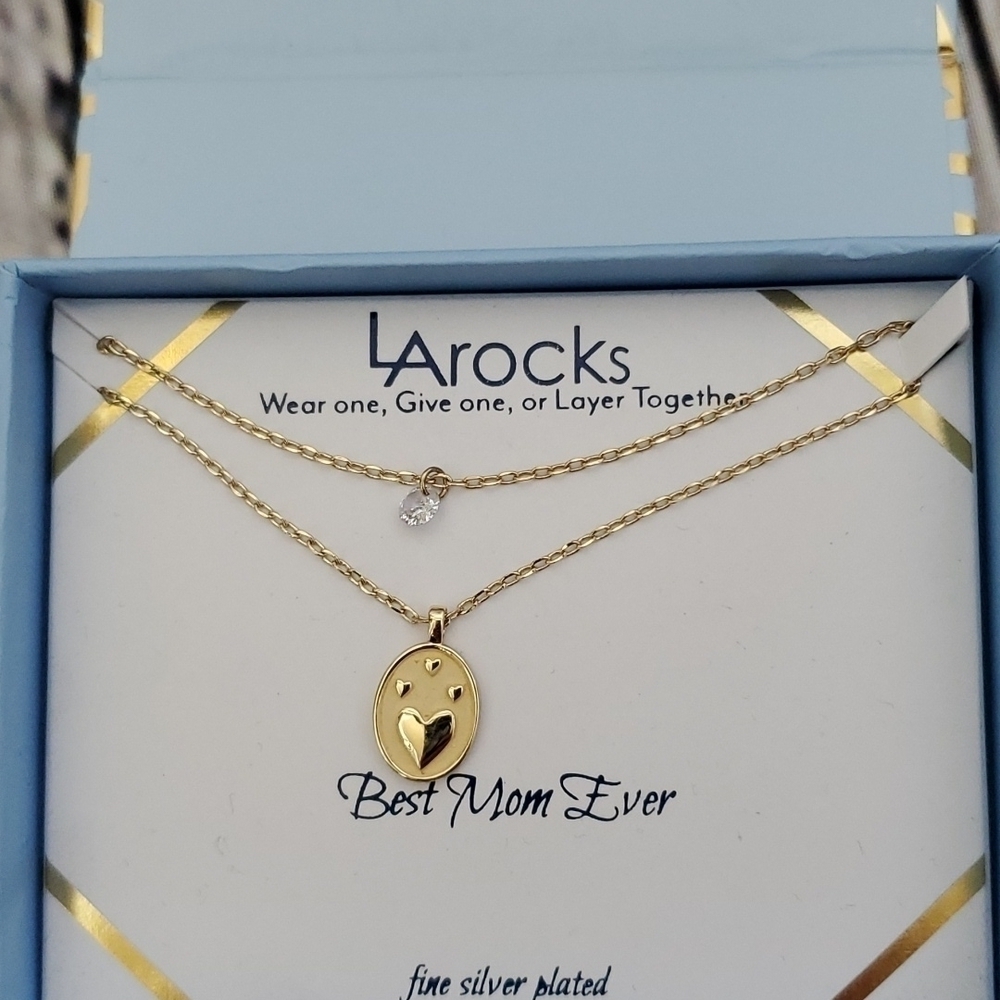 LArocks
Wear one, Give one, or Layer Together
Best Mom Ever
fine silver plated